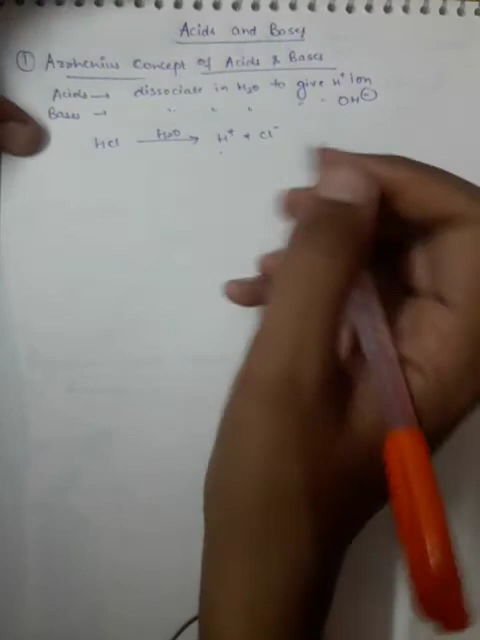 Acids and Bases
① Arrhenius Concept of Acids & Bases
Acids → dissociate in H₂O to give H⁺ Ion
Bases → " " " " " OH⊖
HCl —H₂O→ H⁺ + Cl⁻